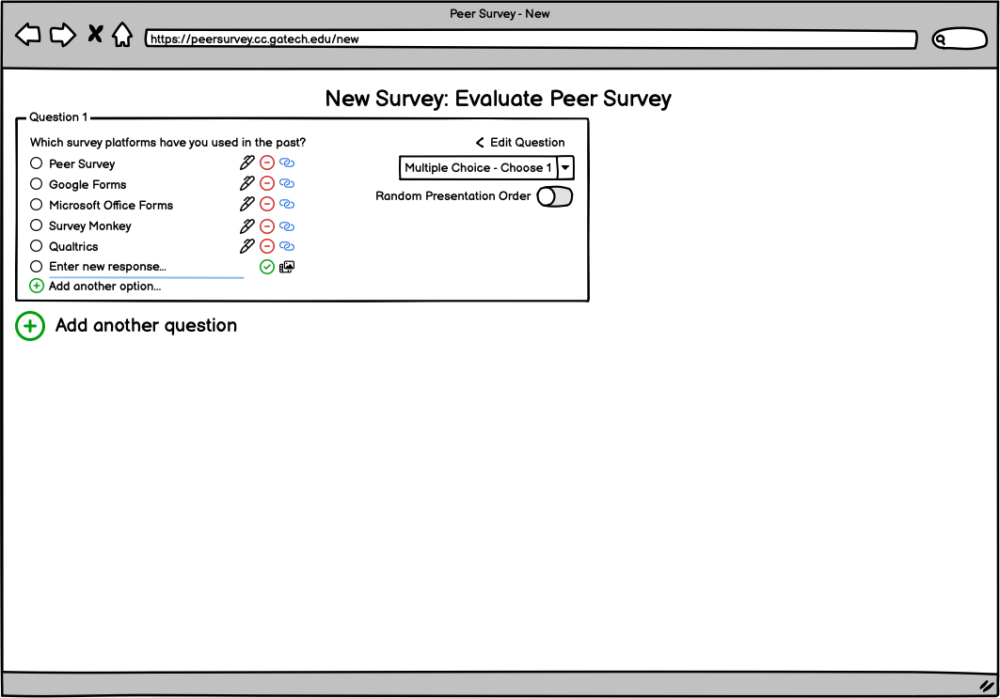 Peer Survey - New
https://peersurvey.cc.gatech.edu/new
New Survey: Evaluate Peer Survey
Question 1
Which survey platforms have you used in the past?
Edit Question
Peer Survey
Multiple Choice - Choose 1
Google Forms
Random Presentation Order
Microsoft Office Forms
Survey Monkey
Qualtrics
Enter new response...
Add another option...
Add another question